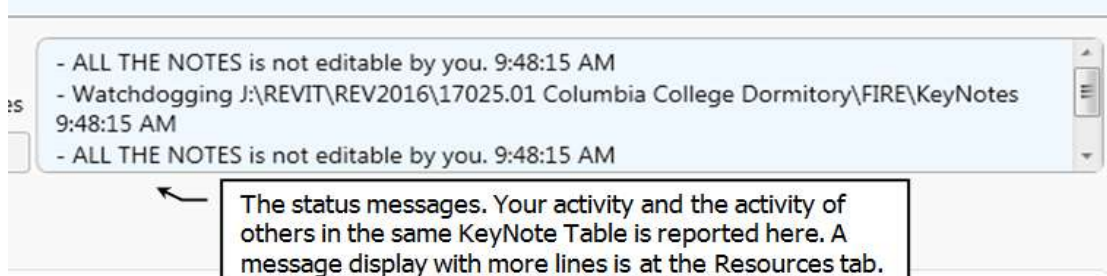 - ALL THE NOTES is not editable by you. 9:48:15 AM
- Watchdogging J:\REVIT\REV2016\17025.01 Columbia College Dormitory\FIRE\KeyNotes
9:48:15 AM
- ALL THE NOTES is not editable by you. 9:48:15 AM
The status messages. Your activity and the activity of
others in the same KeyNote Table is reported here. A
message display with more lines is at the Resources tab.